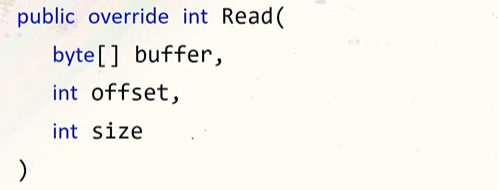 public override int Read(
byte[] buffer,
int offset,
int size
)